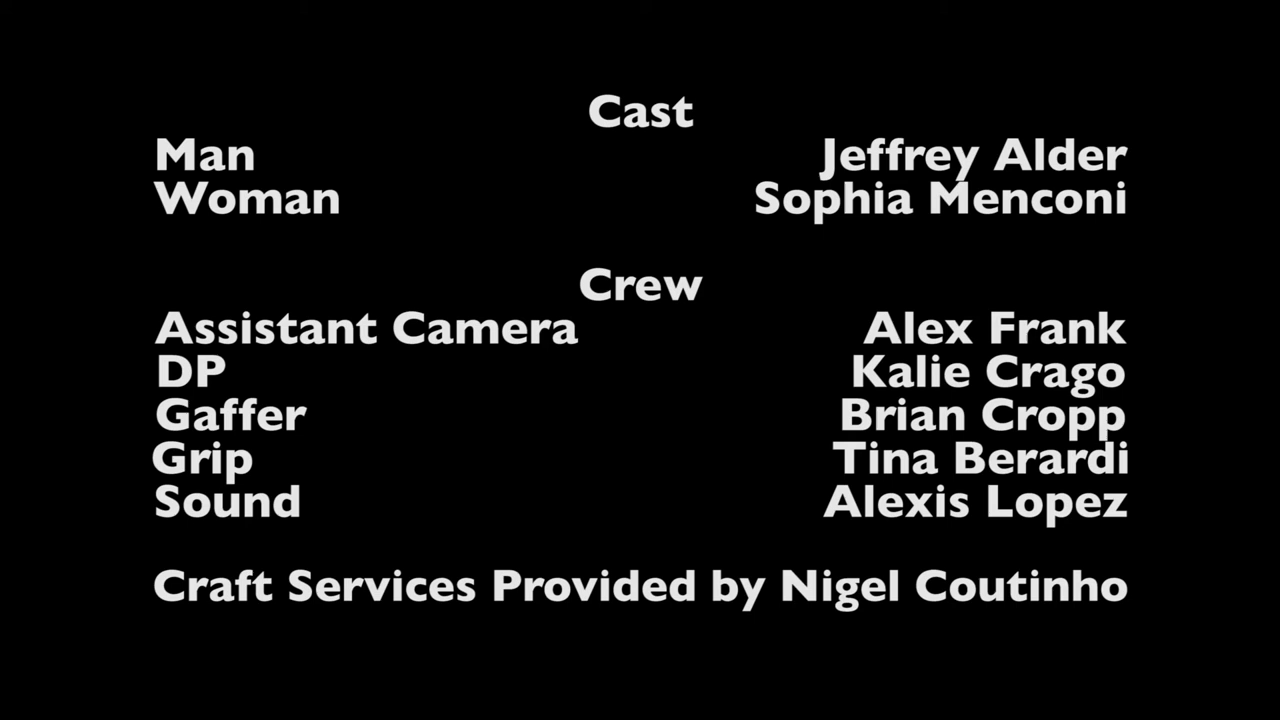 Cast
Man Jeffrey Alder
Woman Sophia Menconi
Crew
Assistant Camera Alex Frank
DP Kalie Crago
Gaffer Brian Cropp
Grip Tina Berardi
Sound Alexis Lopez
Craft Services Provided by Nigel Coutinho